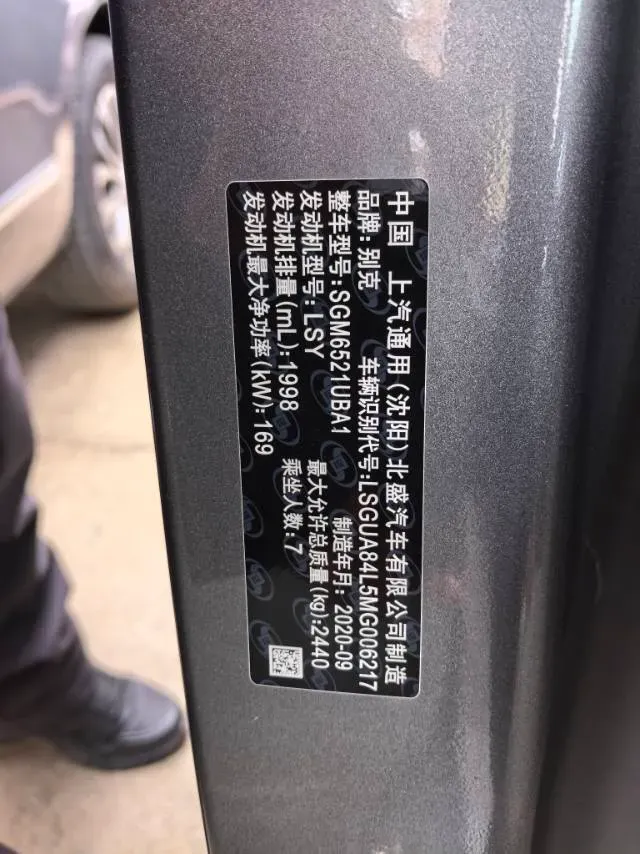 中国 上汽通用(沈阳)北盛汽车有限公司制造
品牌:别克 车辆识别代号:LSGUA84L5MG006217
整车型号:SGM6521UBA1 制造年月:2020-09
发动机型号:LSY 最大允许总质量(kg):2440
发动机排量(mL):1998 乘坐人数:7
发动机最大净功率(kW):169